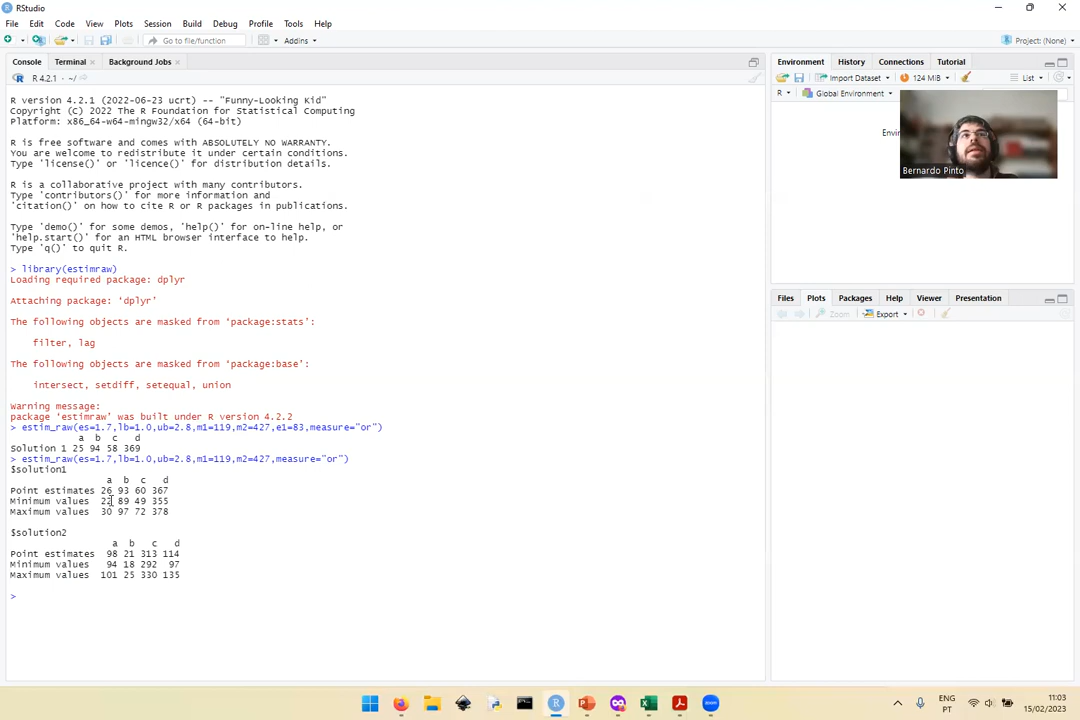 RStudio
File Edit Code View Plots Session Build Debug Profile Tools Help
Go to file/function Addins Project: (None)
Console Terminal Background Jobs
R 4.2.1 · ~/
R version 4.2.1 (2022-06-23 ucrt) -- "Funny-Looking Kid"
Copyright (C) 2022 The R Foundation for Statistical Computing
Platform: x86_64-w64-mingw32/x64 (64-bit)
R is free software and comes with ABSOLUTELY NO WARRANTY.
You are welcome to redistribute it under certain conditions.
Type 'license()' or 'licence()' for distribution details.
R is a collaborative project with many contributors.
Type 'contributors()' for more information and
'citation()' on how to cite R or R packages in publications.
Type 'demo()' for some demos, 'help()' for on-line help, or
'help.start()' for an HTML browser interface to help.
Type 'q()' to quit R.
> library(estimraw)
Loading required package: dplyr
Attaching package: ‘dplyr’
The following objects are masked from ‘package:stats’:
filter, lag
The following objects are masked from ‘package:base’:
intersect, setdiff, setequal, union
Warning message:
package ‘estimraw’ was built under R version 4.2.2
> estim_raw(es=1.7,lb=1.0,ub=2.8,m1=119,m2=427,e1=83,measure="or")
a b c d
Solution 1 25 94 58 369
> estim_raw(es=1.7,lb=1.0,ub=2.8,m1=119,m2=427,measure="or")
$solution1
a b c d
Point estimates 26 93 60 367
Minimum values 22 89 49 355
Maximum values 30 97 72 378
$solution2
a b c d
Point estimates 98 21 313 114
Minimum values 94 18 292 97
Maximum values 101 25 330 135
>
Environment History Connections Tutorial
Import Dataset 124 MiB List
R Global Environment
Bernardo Pinto
Files Plots Packages Help Viewer Presentation
Zoom Export
zoom
ENG
PT
11:03
15/02/2023